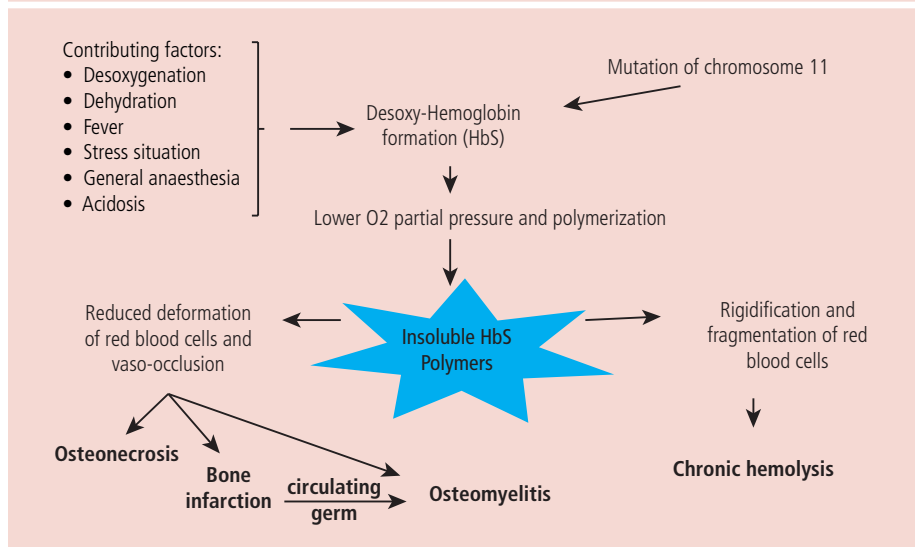 Contributing factors:
• Desoxygenation
• Dehydration
• Fever
• Stress situation
• General anaesthesia
• Acidosis
Mutation of chromosome 11
Desoxy-Hemoglobin
formation (HbS)
Lower O2 partial pressure and polymerization
Reduced deformation
of red blood cells and
vaso-occlusion
Insoluble HbS
Polymers
Rigidification and
fragmentation of red
blood cells
Osteonecrosis
Bone
infarction
circulating
germ
Osteomyelitis
Chronic hemolysis